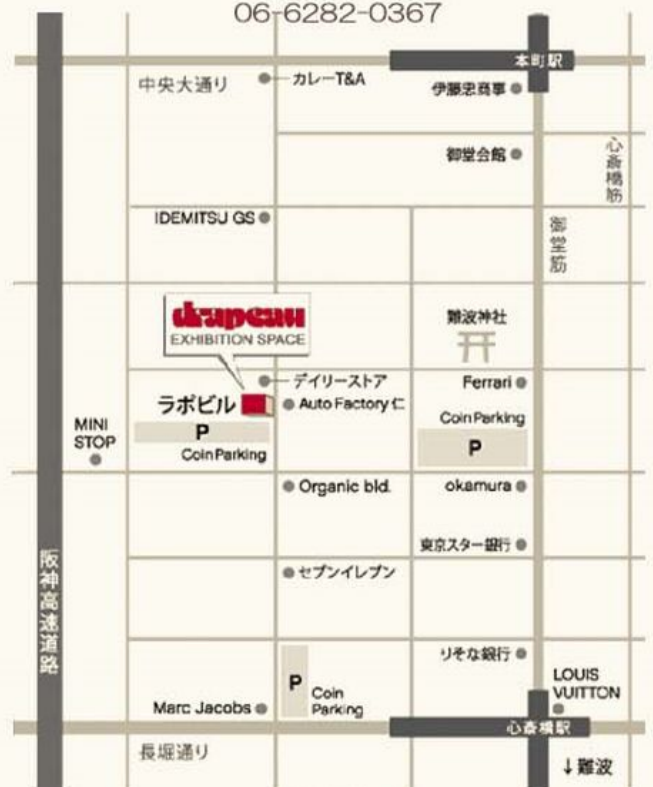 06-6282-0367
本町駅
中央大通り
カレーT&A
伊藤忠商事
御堂会館
心斎橋筋
IDEMITSU GS
御堂筋
drapeau
EXHIBITION SPACE
難波神社
デイリーストア
Ferrari
ラポビル
Auto Factory 仁
Coin Parking
P
P
MINI
STOP
Coin Parking
Organic bld.
okamura
東京スター銀行
阪神高速道路
セブンイレブン
りそな銀行
P
Coin
Parking
LOUIS
VUITTON
Marc Jacobs
心斎橋駅
長堀通り
↓難波